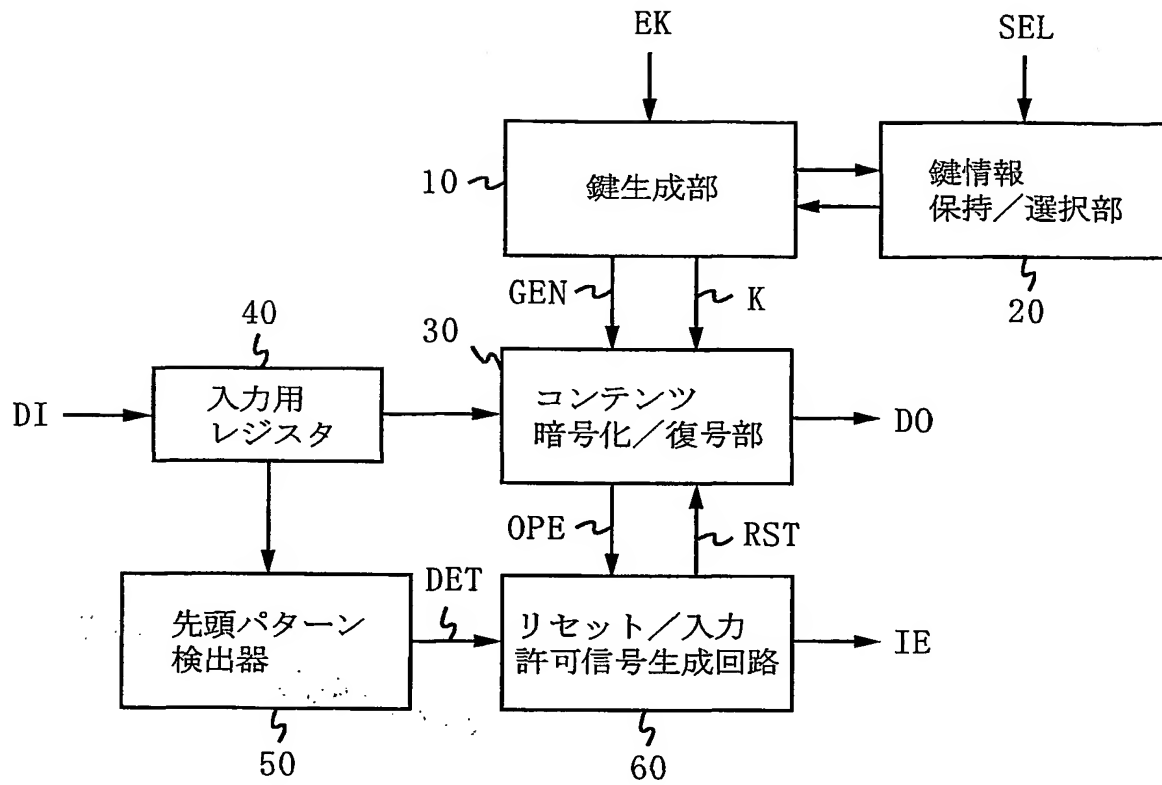 EK
SEL
10
鍵生成部
鍵情報
保持／選択部
GEN
K
20
40
30
DI
入力用
レジスタ
コンテンツ
暗号化／復号部
DO
OPE
RST
先頭パターン
検出器
DET
リセット／入力
許可信号生成回路
IE
50
60